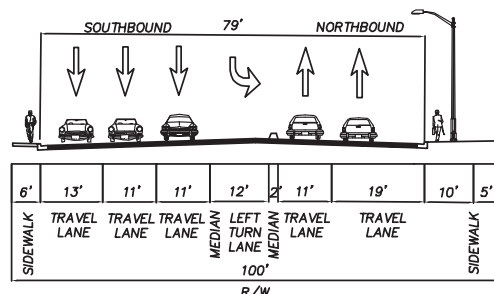 SOUTHBOUND 79' NORTHBOUND
6' 13' 11' 11' 12' 2' 11' 19' 10' 5'
SIDEWALK
TRAVEL LANE
TRAVEL LANE
TRAVEL LANE
MEDIAN
LEFT TURN LANE
MEDIAN
TRAVEL LANE
TRAVEL LANE
SIDEWALK
100'
R/W